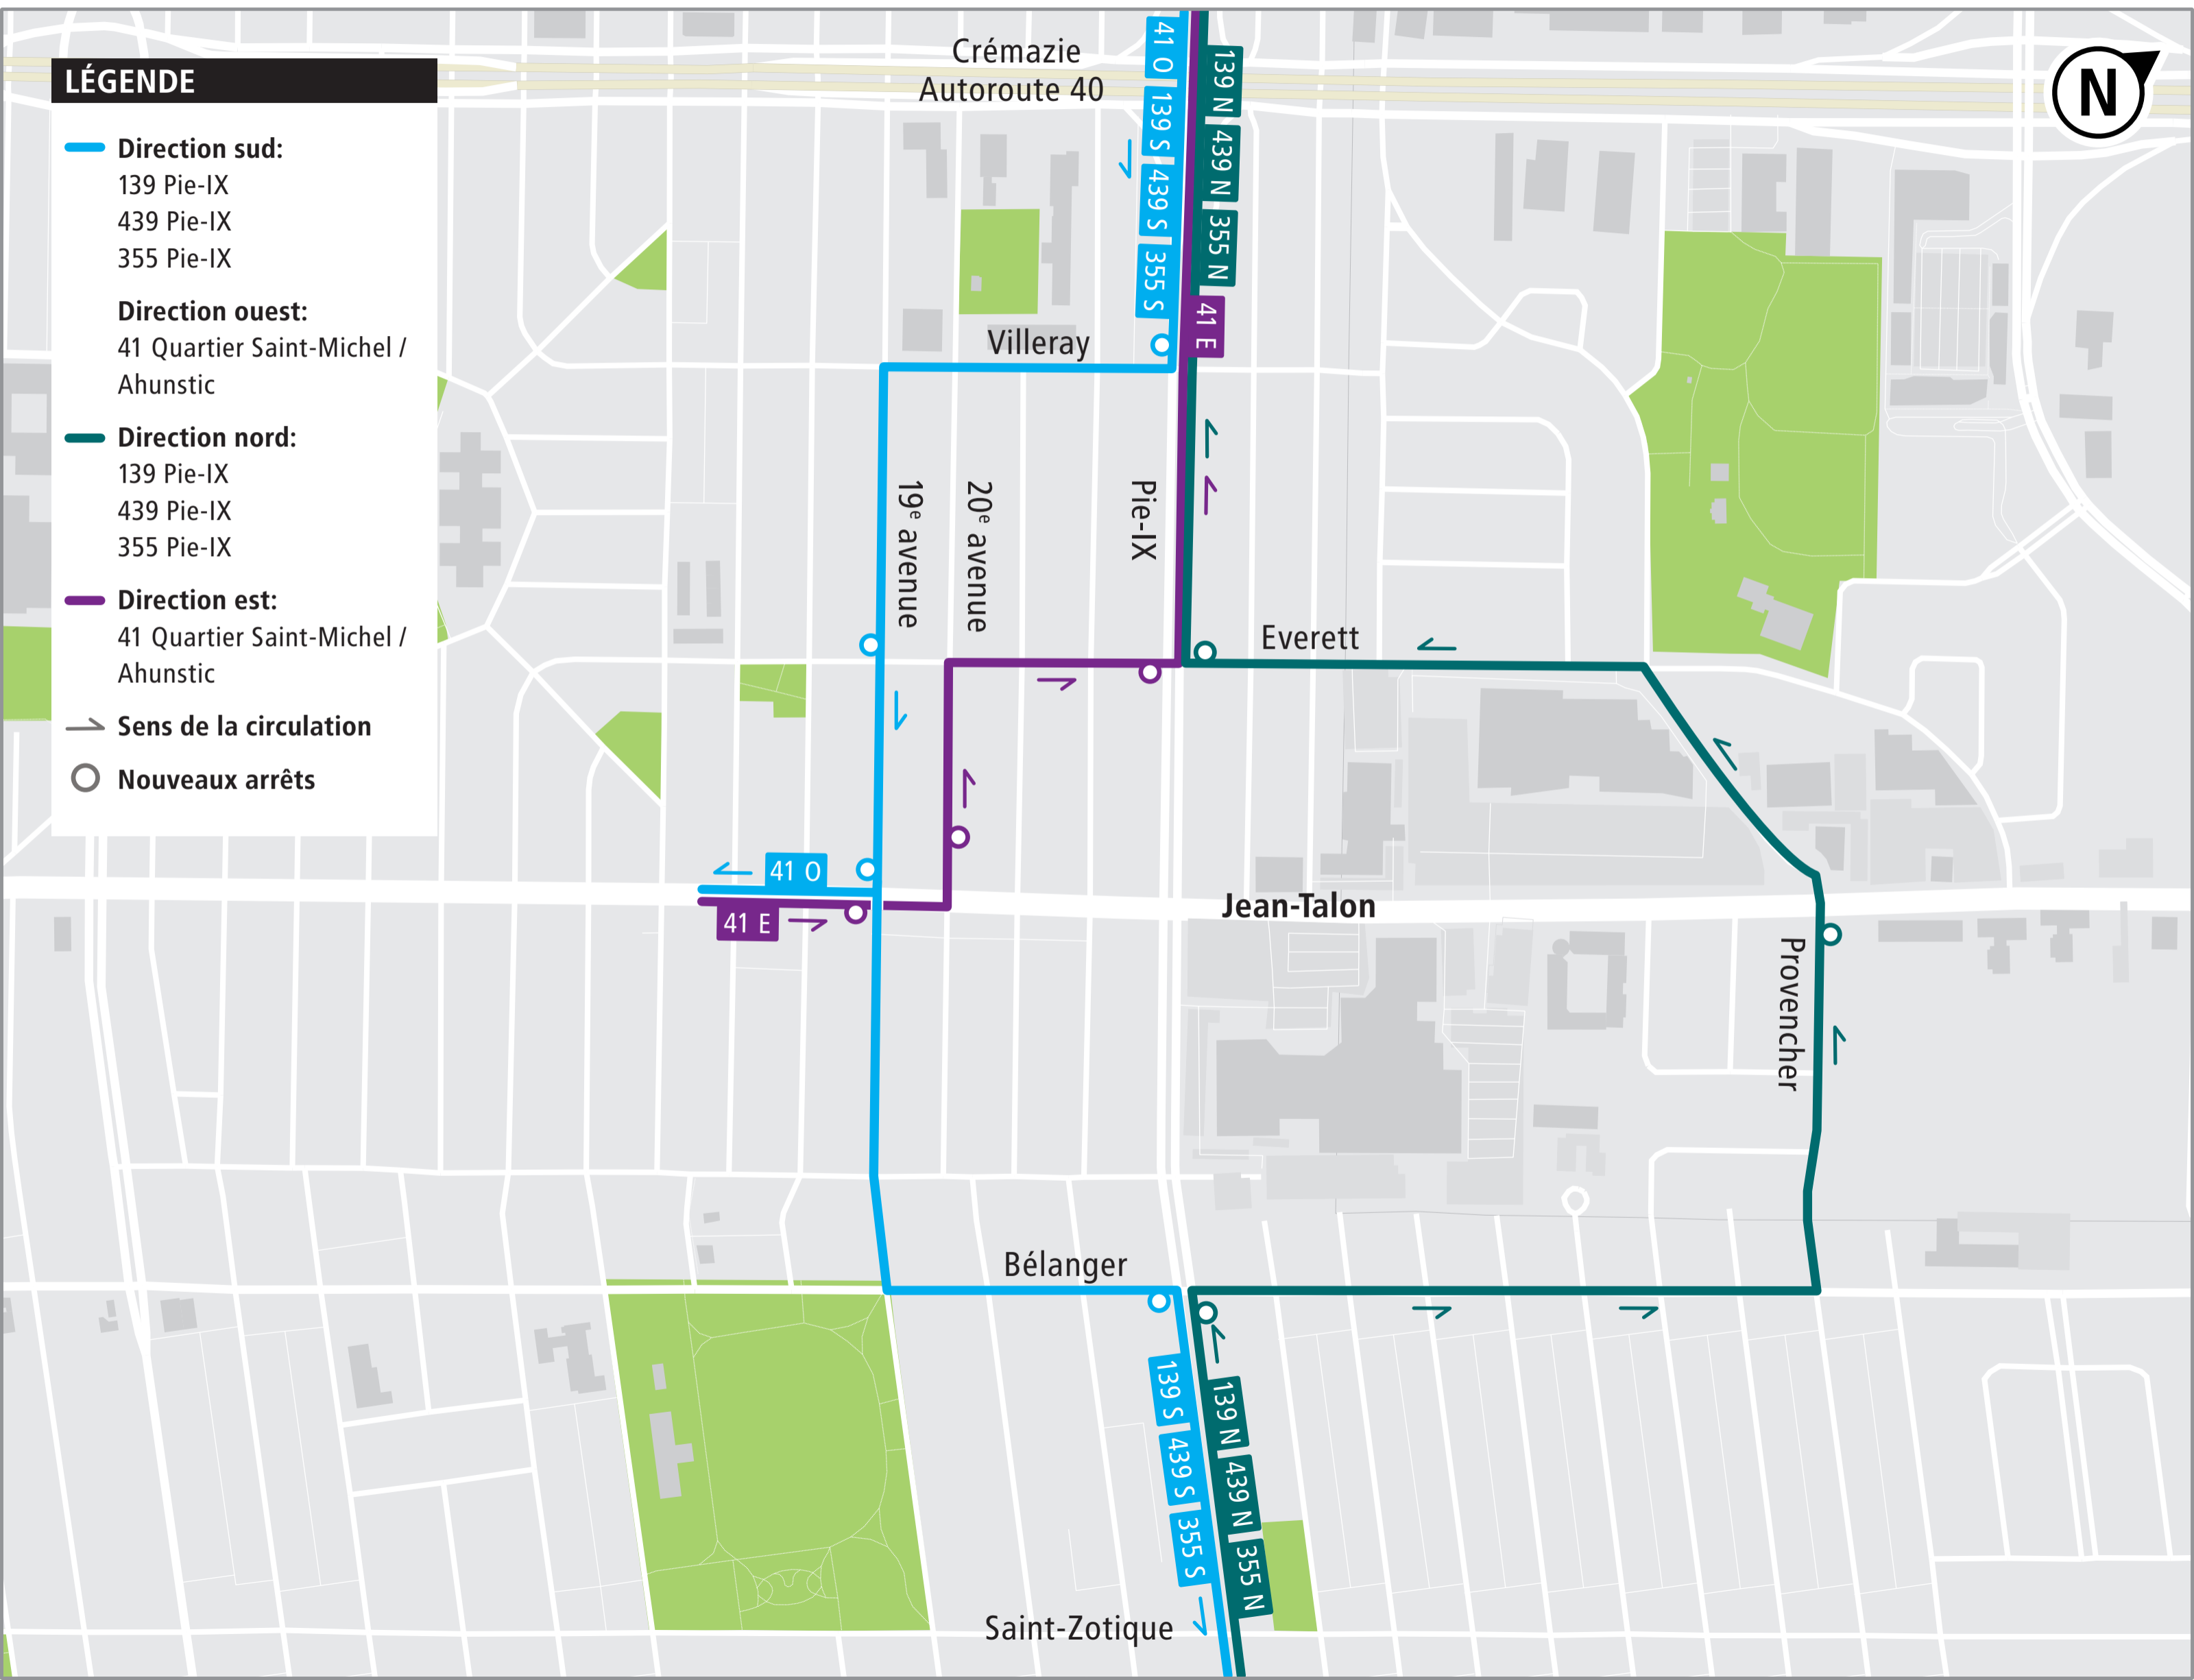 LÉGENDE
Direction sud:
139 Pie-IX
439 Pie-IX
355 Pie-IX
Direction ouest:
41 Quartier Saint-Michel /
Ahunstic
Direction nord:
139 Pie-IX
439 Pie-IX
355 Pie-IX
Direction est:
41 Quartier Saint-Michel /
Ahunstic
Sens de la circulation
Nouveaux arrêts
Crémazie
Autoroute 40
41 O
139 S
439 S
355 S
139 N
439 N
355 N
41 E
N
Villeray
19e avenue
20e avenue
Pie-IX
Everett
41 O
41 E
Jean-Talon
Provencher
Bélanger
139 S
439 S
355 S
139 N
439 N
355 N
Saint-Zotique